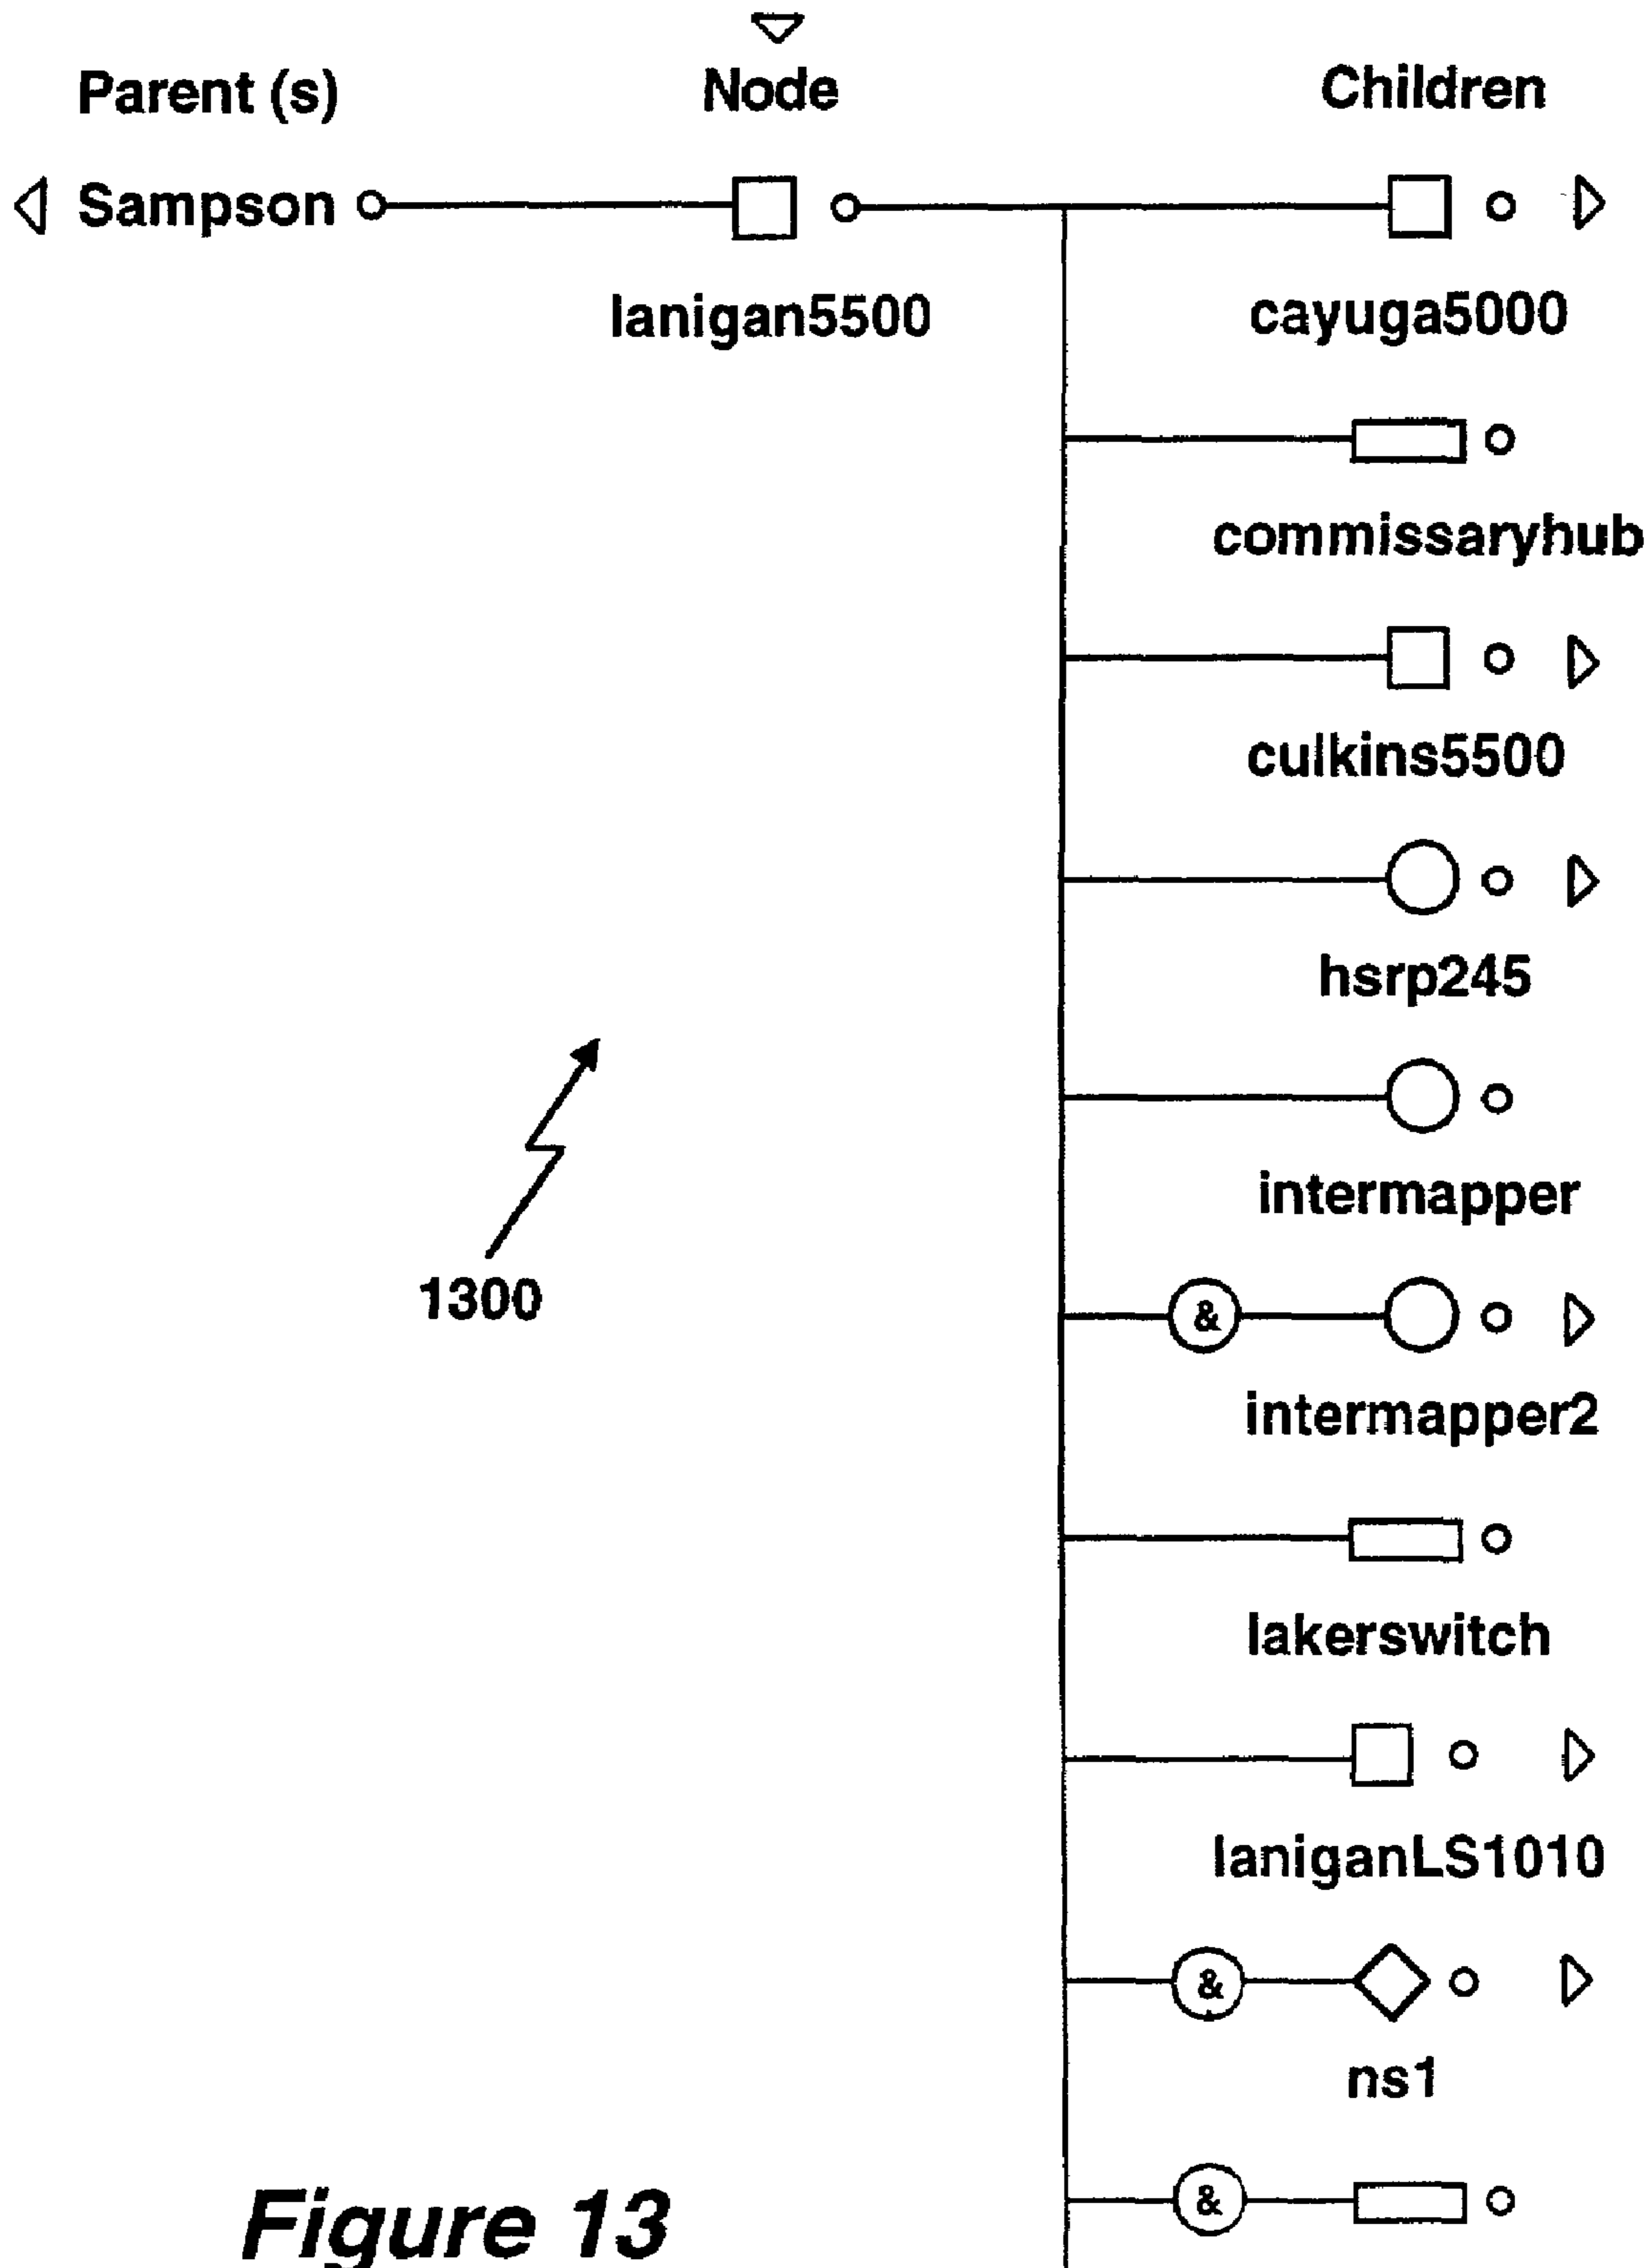 Parent (s) Node Children
Sampson
lanigan5500 cayuga5000
commissaryhub
culkins5500
hsrp245
intermapper
1300
&
intermapper2
lakerswitch
laniganLS1010
&
ns1
&
Figure 13